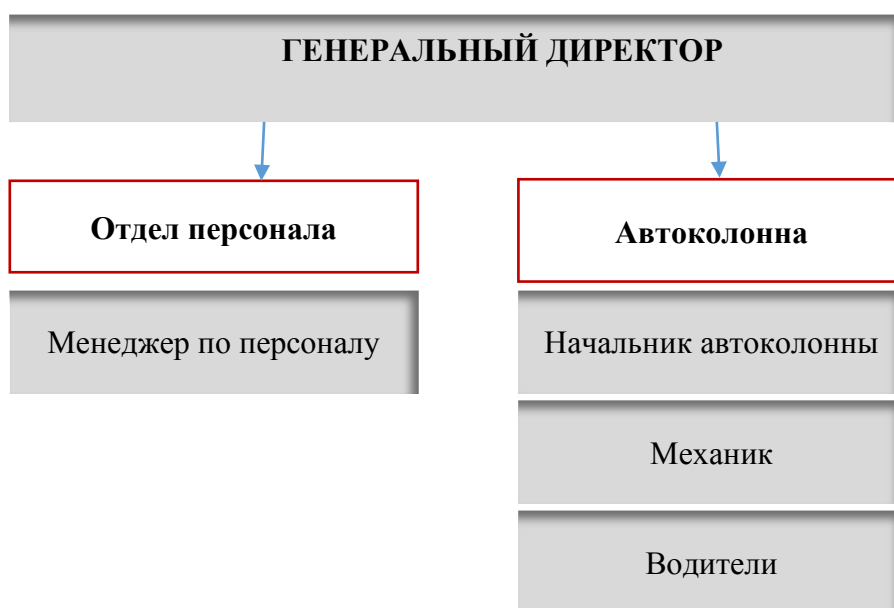 ГЕНЕРАЛЬНЫЙ ДИРЕКТОР
Отдел персонала
Автоколонна
Менеджер по персоналу
Начальник автоколонны
Механик
Водители